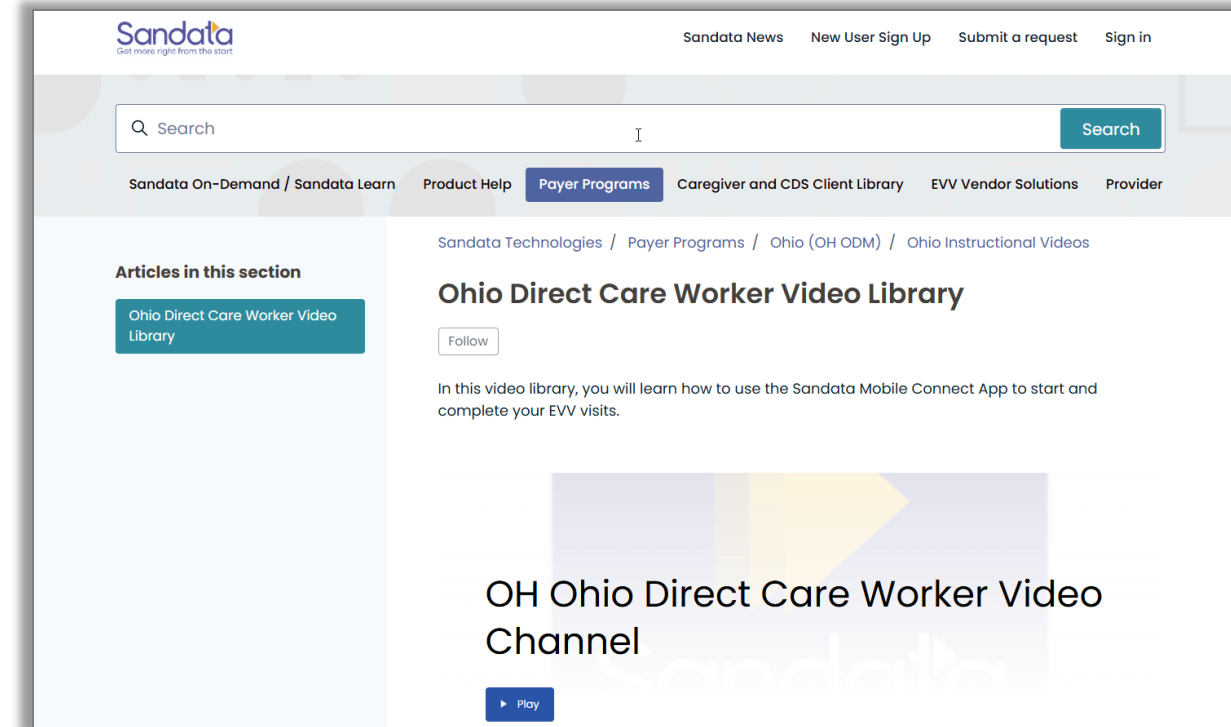 Sandata
Get more right from the start
Sandata News New User Sign Up Submit a request Sign in
Search
Search
Sandata On-Demand / Sandata Learn Product Help Payer Programs Caregiver and CDS Client Library EVV Vendor Solutions Provider
Sandata Technologies / Payer Programs / Ohio (OH ODM) / Ohio Instructional Videos
Articles in this section
Ohio Direct Care Worker Video
Library
Ohio Direct Care Worker Video Library
Follow
In this video library, you will learn how to use the Sandata Mobile Connect App to start and
complete your EVV visits.
OH Ohio Direct Care Worker Video
Channel
Sandata
Play